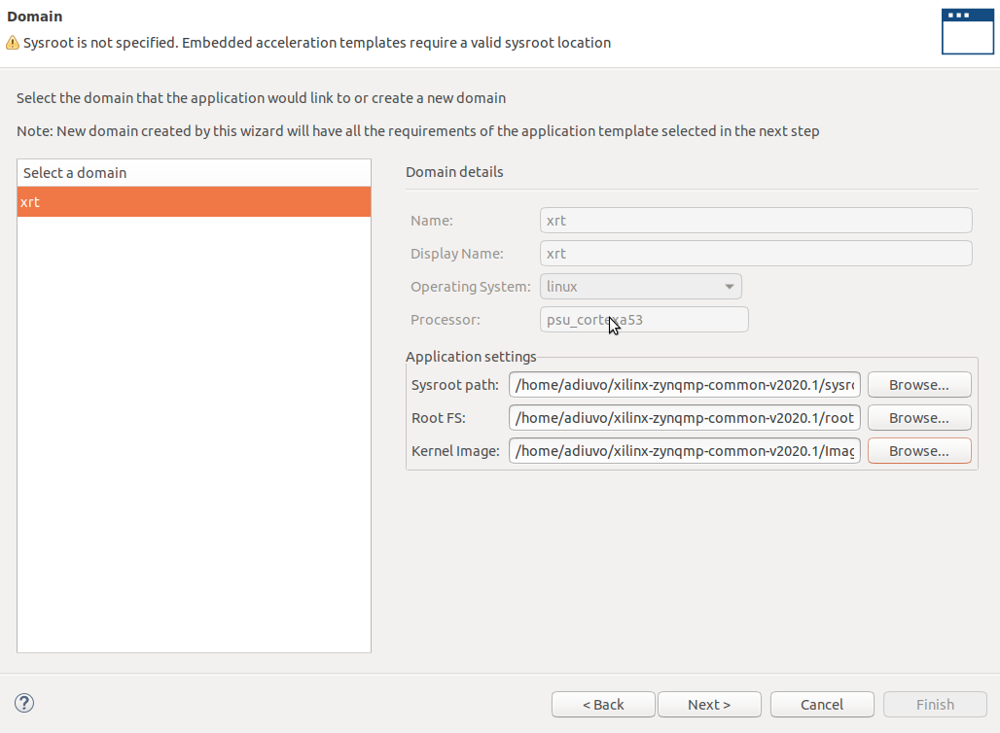 Domain
Sysroot is not specified. Embedded acceleration templates require a valid sysroot location
Select the domain that the application would link to or create a new domain
Note: New domain created by this wizard will have all the requirements of the application template selected in the next step
Select a domain
xrt
Domain details
Name: xrt
Display Name: xrt
Operating System: linux
Processor: psu_cortexa53
Application settings
Sysroot path: /home/adiuvo/xilinx-zynqmp-common-v2020.1/sysro Browse...
Root FS: /home/adiuvo/xilinx-zynqmp-common-v2020.1/root Browse...
Kernel Image: /home/adiuvo/xilinx-zynqmp-common-v2020.1/Imag Browse...
?
< Back Next > Cancel Finish